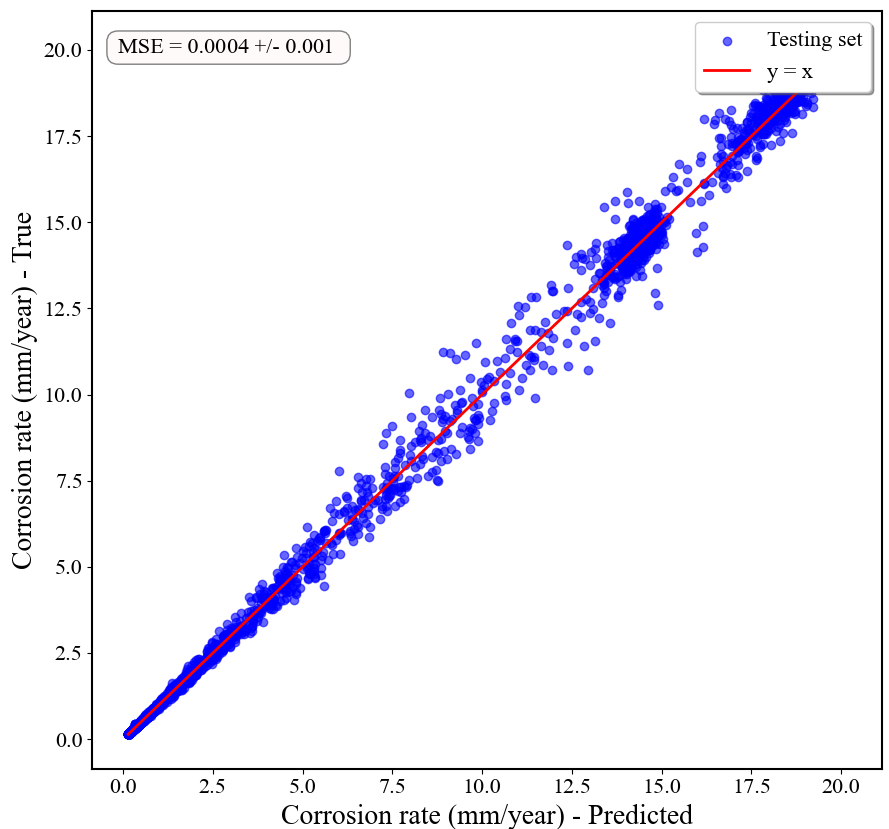 MSE = 0.0004 +/- 0.001
Testing set
y = x
Corrosion rate (mm/year) - True
20.0
17.5
15.0
12.5
10.0
7.5
5.0
2.5
0.0
0.0 2.5 5.0 7.5 10.0 12.5 15.0 17.5 20.0
Corrosion rate (mm/year) - Predicted